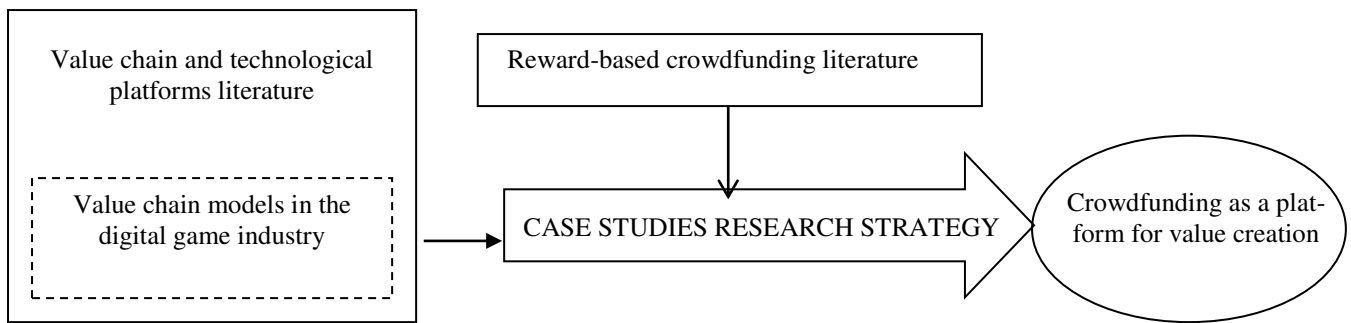 Value chain and technological
platforms literature
Value chain models in the
digital game industry
Reward-based crowdfunding literature
CASE STUDIES RESEARCH STRATEGY
Crowdfunding as a plat-
form for value creation